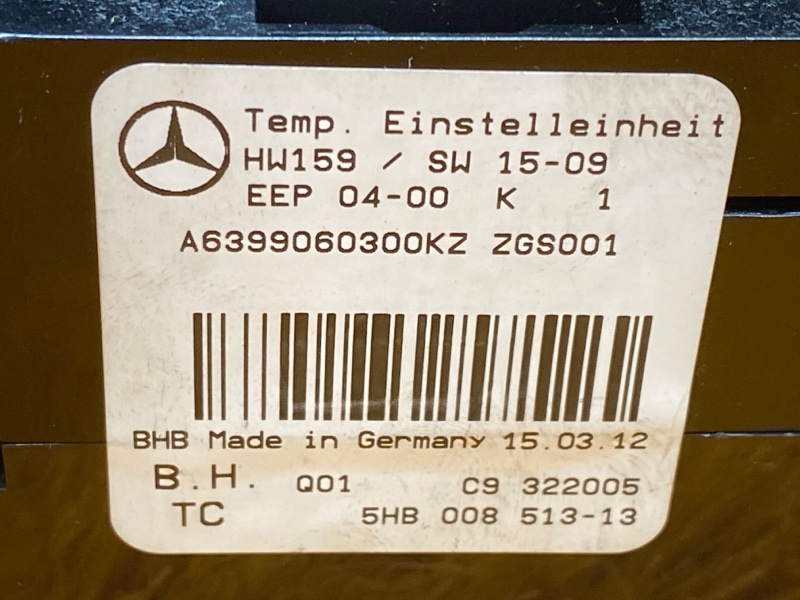 Temp. Einstelleinheit
HW159 / SW 15-09
EEP 04-00 K 1
A6399060300KZ ZGS001
BHB Made in Germany 15.03.12
B.H. Q01 C9 322005
TC 5HB 008 513-13